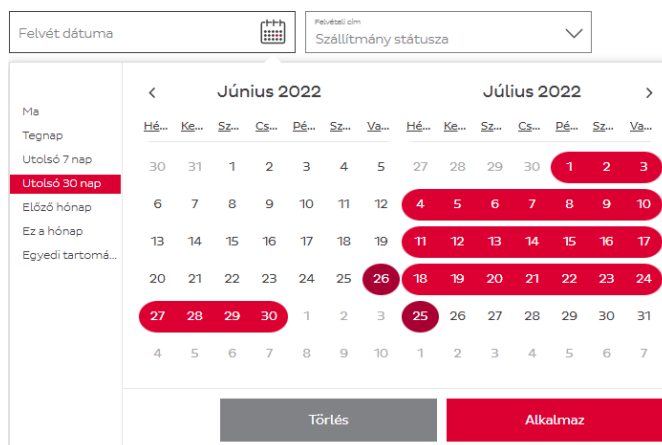 Felvét dátuma
Felvételi cím
Szállítmány státusza
Ma
Tegnap
Utolsó 7 nap
Utolsó 30 nap
Előző hónap
Ez a hónap
Egyedi tartomá...
Június 2022
Hé... Ke... Sz... Cs... Pé... Sz... Va...
30 31 1 2 3 4 5
6 7 8 9 10 11 12
13 14 15 16 17 18 19
20 21 22 23 24 25 26
27 28 29 30 1 2 3
4 5 6 7 8 9 10
Július 2022
Hé... Ke... Sz... Cs... Pé... Sz... Va...
27 28 29 30 1 2 3
4 5 6 7 8 9 10
11 12 13 14 15 16 17
18 19 20 21 22 23 24
25 26 27 28 29 30 31
1 2 3 4 5 6 7
Törlés
Alkalmaz